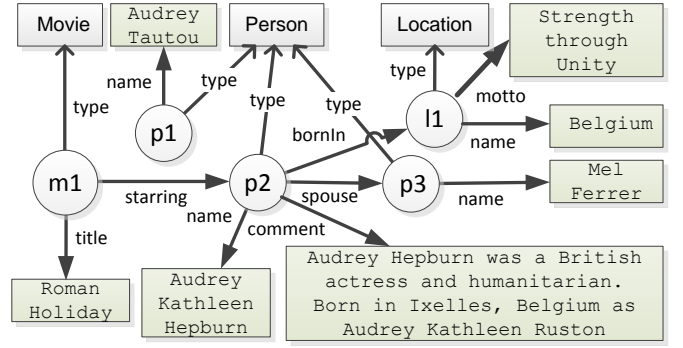 Movie
Audrey
Tautou
Person
Location
Strength
through
Unity
name
type
type
type
type
type
motto
p1
bornIn
l1
name
Belgium
m1
starring
p2
spouse
p3
name
Mel
Ferrer
name
comment
title
Roman
Holiday
Audrey
Kathleen
Hepburn
Audrey Hepburn was a British
actress and humanitarian.
Born in Ixelles, Belgium as
Audrey Kathleen Ruston